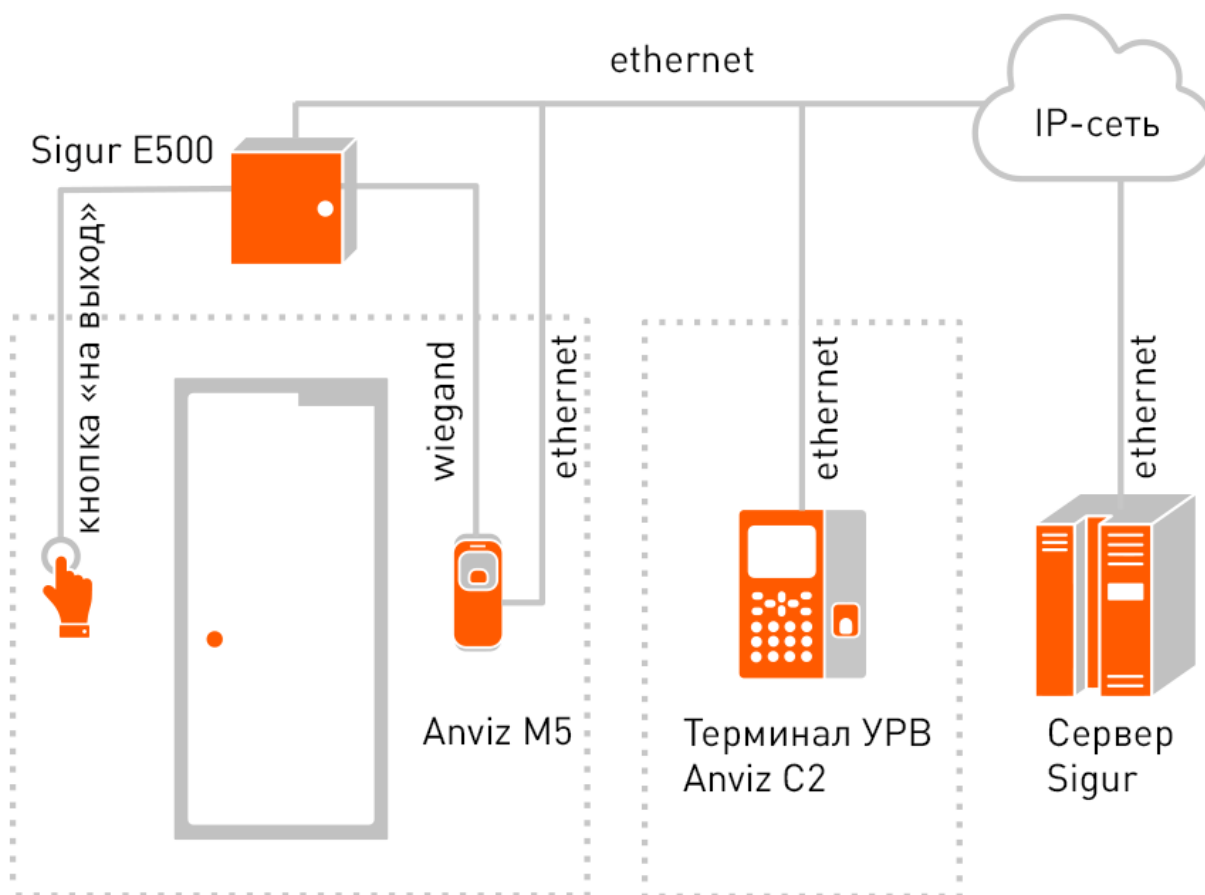 ethernet
IP-сеть
Sigur E500
кнопка «на выход»
wiegand
ethernet
ethernet
ethernet
Anviz M5
Терминал УРВ
Anviz C2
Сервер
Sigur